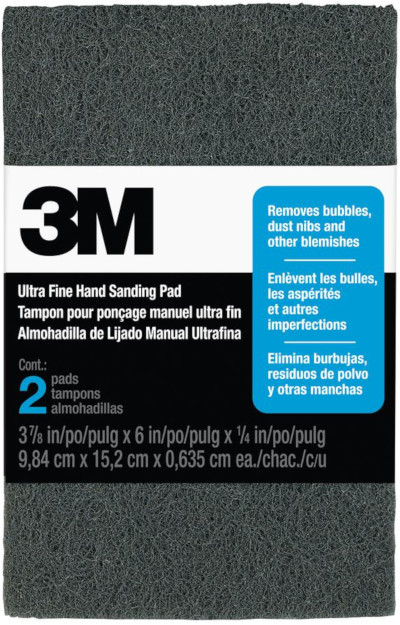 3M
Ultra Fine Hand Sanding Pad
Tampon pour ponçage manuel ultra fin
Almohadilla de Lijado Manual Ultrafina
Cont.:
2 pads
tampons
almohadillas
3 7/8 in/po/pulg x 6 in/po/pulg x 1/4 in/po/pulg
9,84 cm x 15,2 cm x 0,635 cm ea./chac./c/u
Removes bubbles,
dust nibs and
other blemishes
Enlèvent les bulles,
les aspérités
et autres
imperfections
Elimina burbujas,
residuos de polvo
y otras manchas